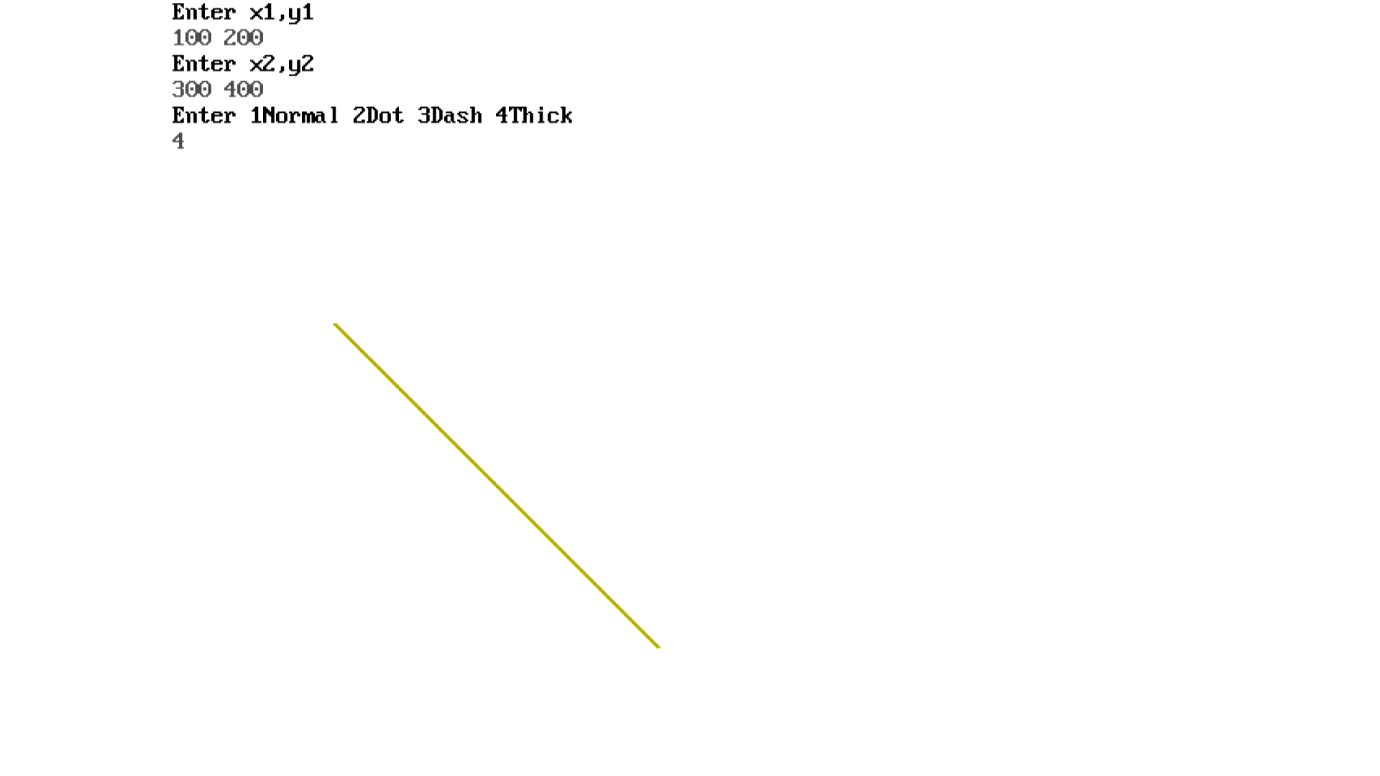 Enter x1,y1
100 200
Enter x2,y2
300 400
Enter 1Normal 2Dot 3Dash 4Thick
4